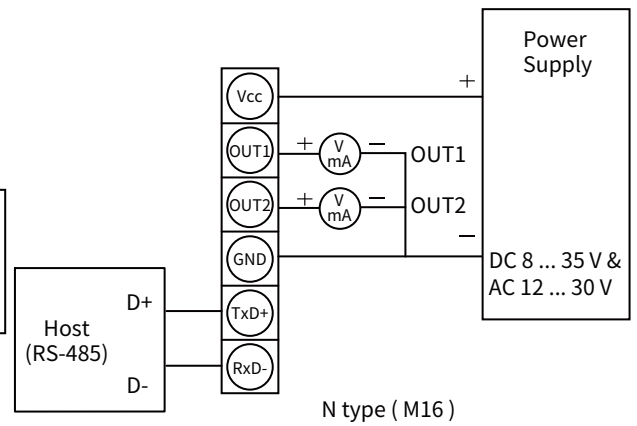 Power
Supply
+
Vcc
OUT1
+
V
mA
−
OUT1
OUT2
+
V
mA
−
OUT2
−
GND
DC 8 ... 35 V &
AC 12 ... 30 V
D+
TxD+
Host
(RS-485)
RxD-
D-
N type ( M16 )